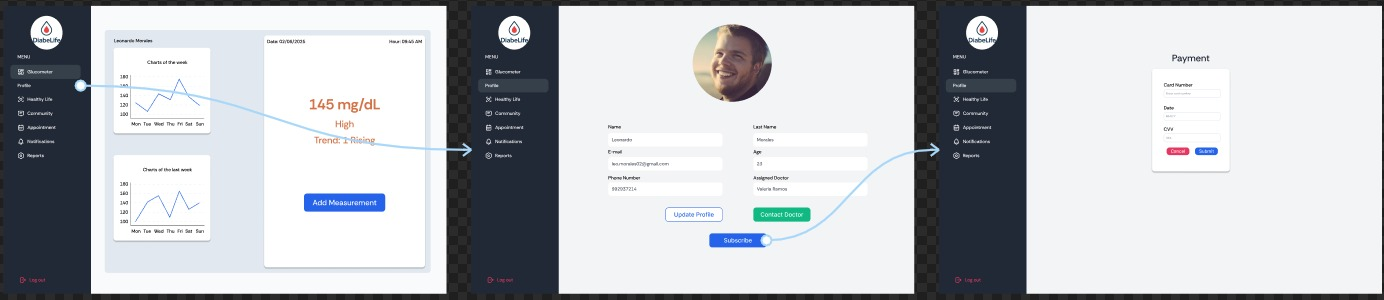 DiabeLife
MENU
Glucometer
Profile
Healthy Life
Community
Appointment
Notifications
Reports
Log out
Leonardo Morales
Charts of the week
180
160
140
120
100
Mon Tue Wed Thu Fri Sat Sun
Charts of the last week
180
160
140
120
100
Mon Tue Wed Thu Fri Sat Sun
Date: 02/06/2025 Hour: 09:45 AM
145 mg/dL
High
Trend: 1 Rising
Add Measurement
DiabeLife
MENU
Glucometer
Profile
Healthy Life
Community
Appointment
Notifications
Reports
Log out
Name Last Name
Leonardo Morales
E-mail Age
leo.morales02@gmail.com 23
Phone Number Assigned Doctor
992937214 Valeria Ramos
Update Profile Contact Doctor
Subscribe
DiabeLife
MENU
Glucometer
Profile
Healthy Life
Community
Appointment
Notifications
Reports
Log out
Payment
Card Number
Date
CVV
Cancel Submit